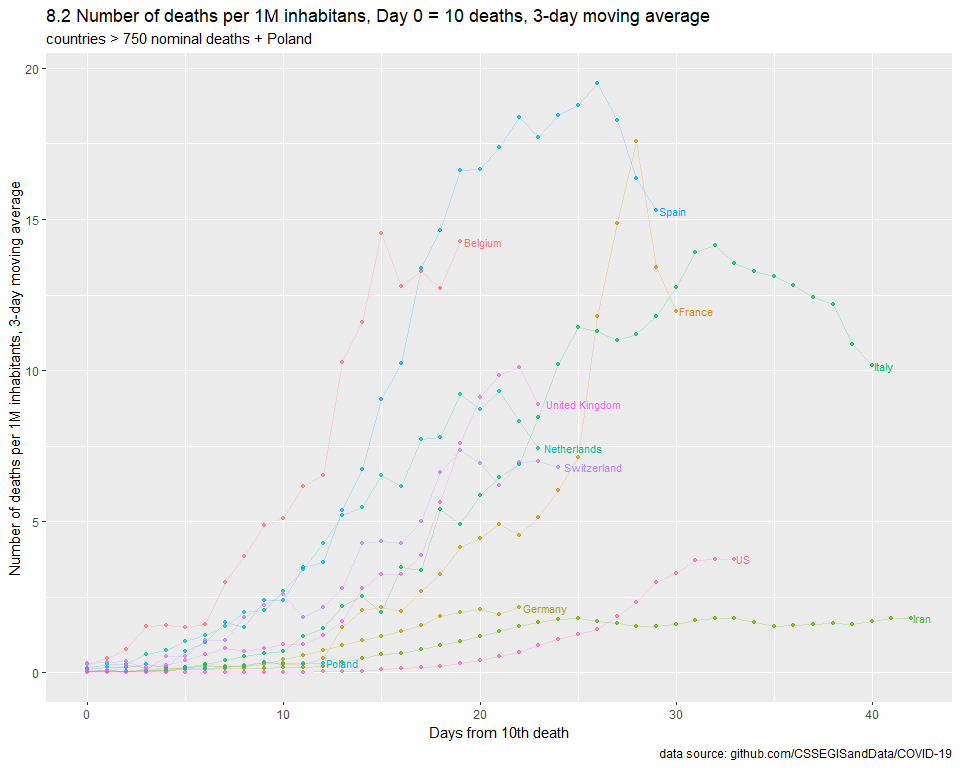 8.2 Number of deaths per 1M inhabitans, Day 0 = 10 deaths, 3-day moving average
countries > 750 nominal deaths + Poland
Number of deaths per 1M inhabitants, 3-day moving average
20
15
10
5
0
Spain
Belgium
France
Italy
United Kingdom
Netherlands
Switzerland
US
Germany
Iran
Poland
0 10 20 30 40
Days from 10th death
data source: github.com/CSSEGISandData/COVID-19